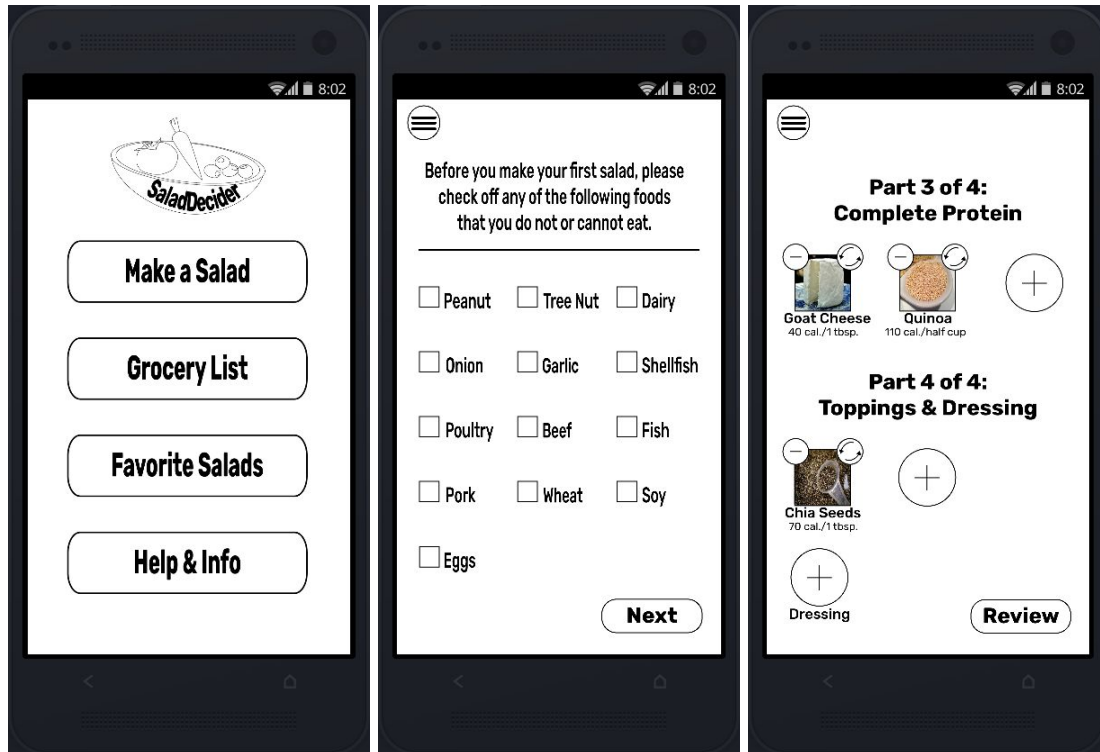 8:02
SaladDecider
Make a Salad
Grocery List
Favorite Salads
Help & Info
8:02
Before you make your first salad, please
check off any of the following foods
that you do not or cannot eat.
Peanut Tree Nut Dairy
Onion Garlic Shellfish
Poultry Beef Fish
Pork Wheat Soy
Eggs
Next
8:02
Part 3 of 4:
Complete Protein
Goat Cheese Quinoa
40 cal./1 tbsp. 110 cal./half cup
Part 4 of 4:
Toppings & Dressing
Chia Seeds
70 cal./1 tbsp.
Dressing
Review